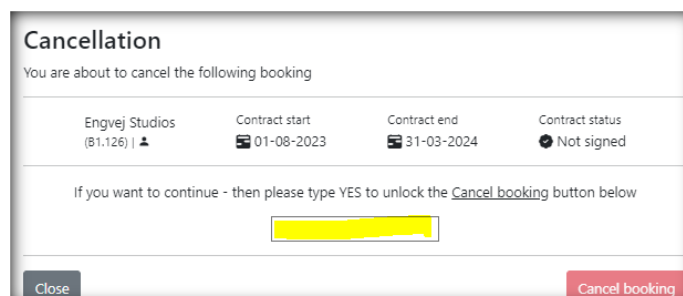 Cancellation
You are about to cancel the following booking
Engvej Studios
(B1.126) |
Contract start
01-08-2023
Contract end
31-03-2024
Contract status
Not signed
If you want to continue - then please type YES to unlock the Cancel booking button below
Close
Cancel booking